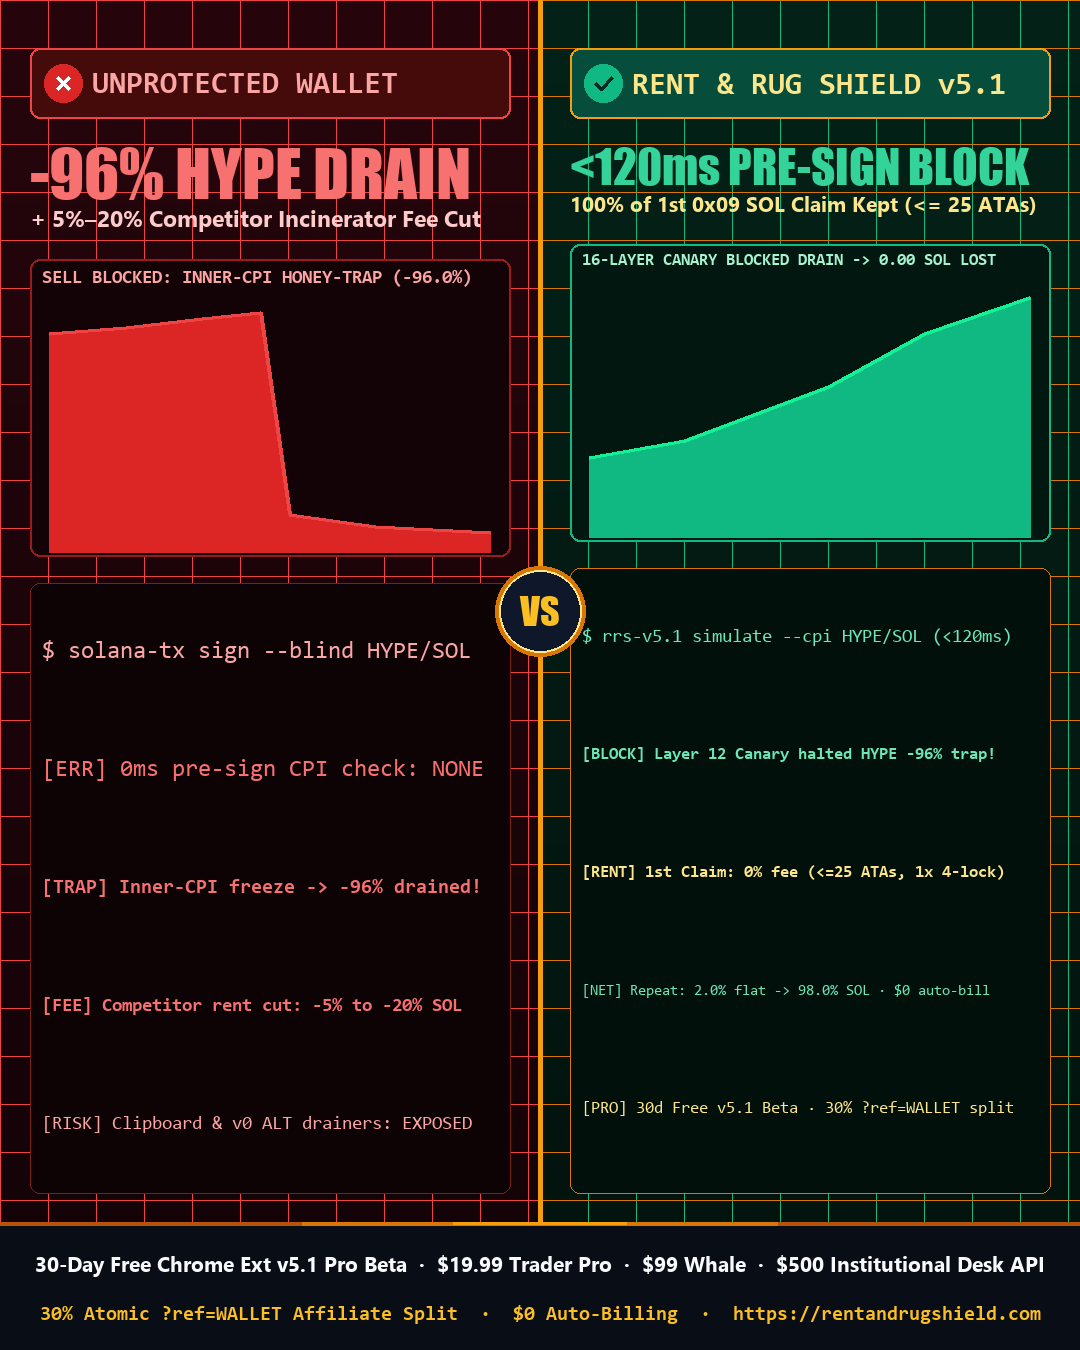 UNPROTECTED WALLET
-96% HYPE DRAIN
+ 5%–20% Competitor Incinerator Fee Cut
SELL BLOCKED: INNER-CPI HONEY-TRAP (-96.0%)
$ solana-tx sign --blind HYPE/SOL
[ERR] 0ms pre-sign CPI check: NONE
[TRAP] Inner-CPI freeze -> -96% drained!
[FEE] Competitor rent cut: -5% to -20% SOL
[RISK] Clipboard & v0 ALT drainers: EXPOSED
VS
RENT & RUG SHIELD v5.1
<120ms PRE-SIGN BLOCK
100% of 1st 0x09 SOL Claim Kept (<= 25 ATAs)
16-LAYER CANARY BLOCKED DRAIN -> 0.00 SOL LOST
$ rrs-v5.1 simulate --cpi HYPE/SOL (<120ms)
[BLOCK] Layer 12 Canary halted HYPE -96% trap!
[RENT] 1st Claim: 0% fee (<=25 ATAs, 1x 4-lock)
[NET] Repeat: 2.0% flat -> 98.0% SOL · $0 auto-bill
[PRO] 30d Free v5.1 Beta · 30% ?ref=WALLET split
30-Day Free Chrome Ext v5.1 Pro Beta · $19.99 Trader Pro · $99 Whale · $500 Institutional Desk API
30% Atomic ?ref=WALLET Affiliate Split · $0 Auto-Billing · https://rentandrugshield.com